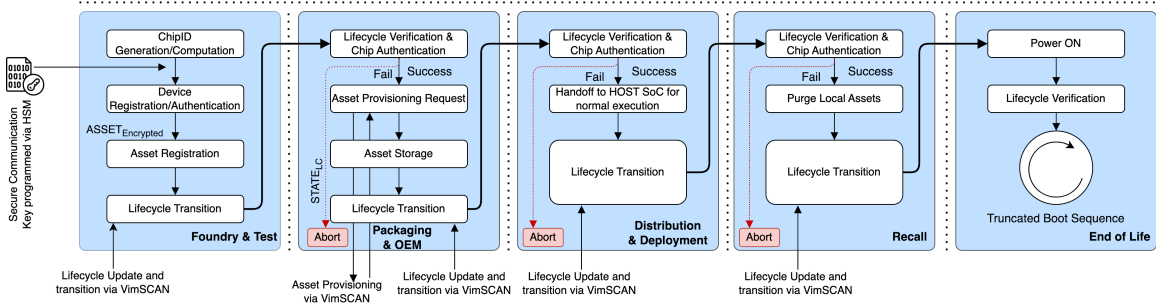 Secure Communication
Key programmed via HSM
01010
0010
010
ChipID
Generation/Computation
Device
Registration/Authentication
ASSET_Encrypted
Asset Registration
Lifecycle Transition
Foundry & Test
Lifecycle Update and
transition via VimSCAN
Lifecycle Verification &
Chip Authentication
Fail
Success
Asset Provisioning Request
Asset Storage
STATE_LC
Lifecycle Transition
Abort
Packaging
& OEM
Asset Provisioning
via VimSCAN
Lifecycle Update and
transition via VimSCAN
Lifecycle Verification &
Chip Authentication
Fail
Success
Handoff to HOST SoC for
normal execution
Lifecycle Transition
Abort
Distribution
& Deployment
Lifecycle Update and
transition via VimSCAN
Lifecycle Verification &
Chip Authentication
Fail
Success
Purge Local Assets
Lifecycle Transition
Abort
Recall
Lifecycle Update and
transition via VimSCAN
Power ON
Lifecycle Verification
Truncated Boot Sequence
End of Life